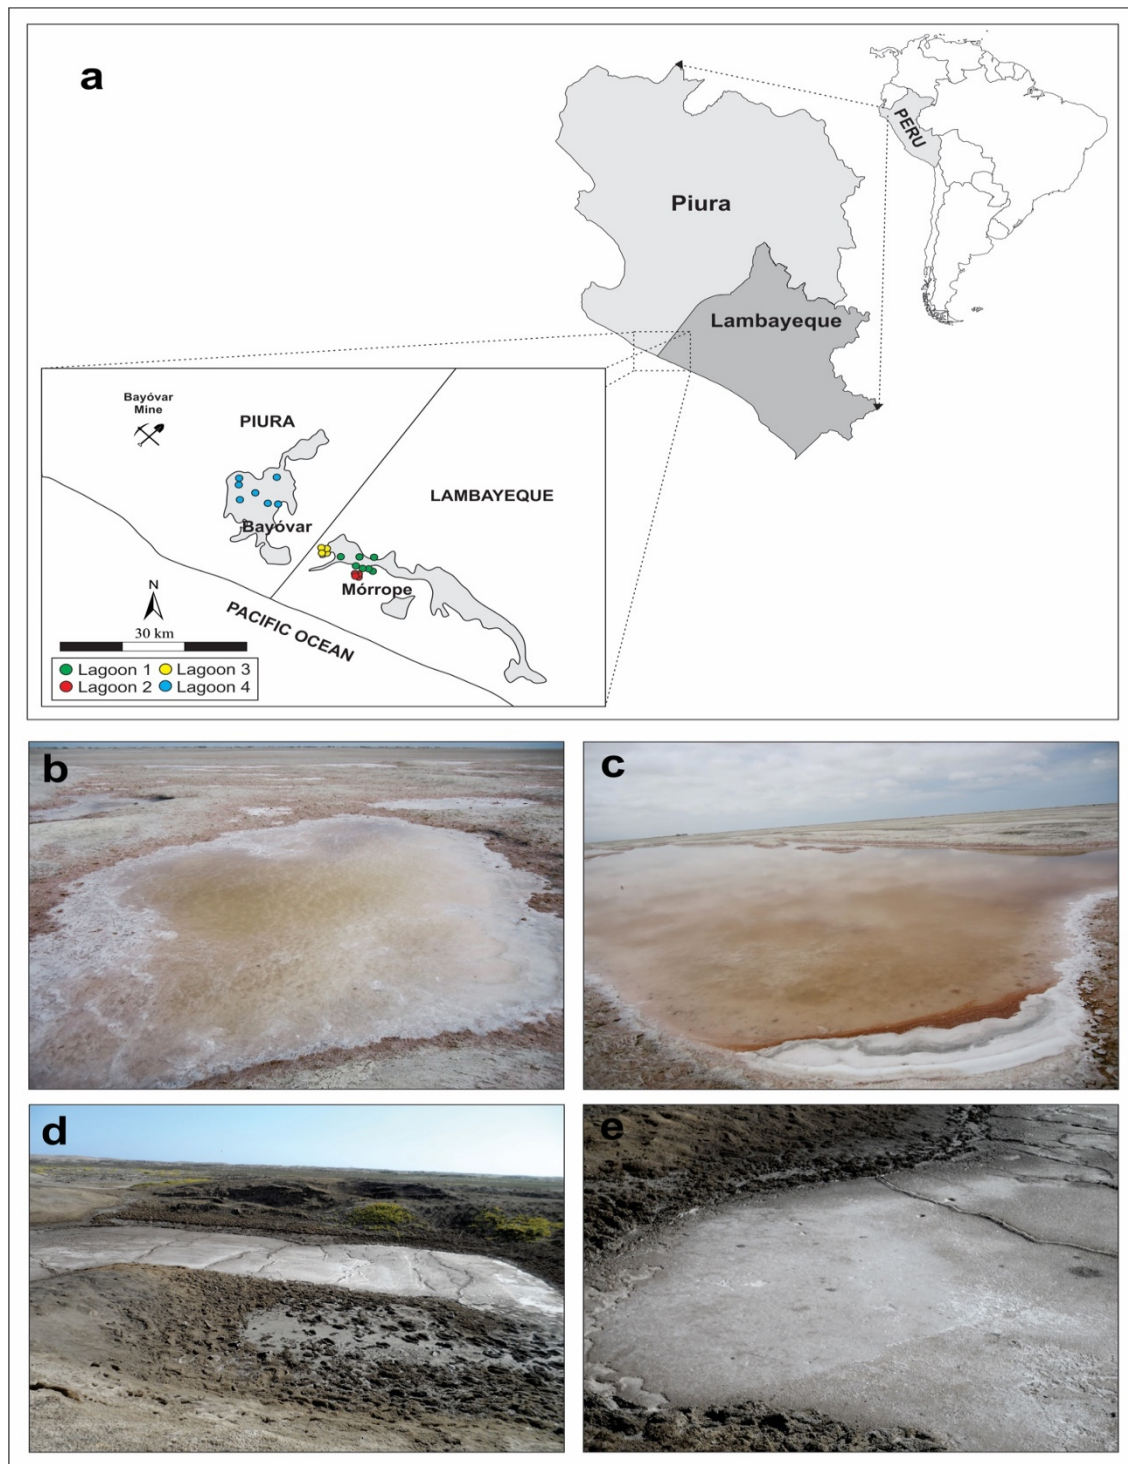 a
PERU
Piura
Lambayeque
Bayóvar
Mine
PIURA
LAMBAYEQUE
Bayóvar
Mórrope
N
30 km
PACIFIC OCEAN
Lagoon 1
Lagoon 3
Lagoon 2
Lagoon 4
b
c
d
e